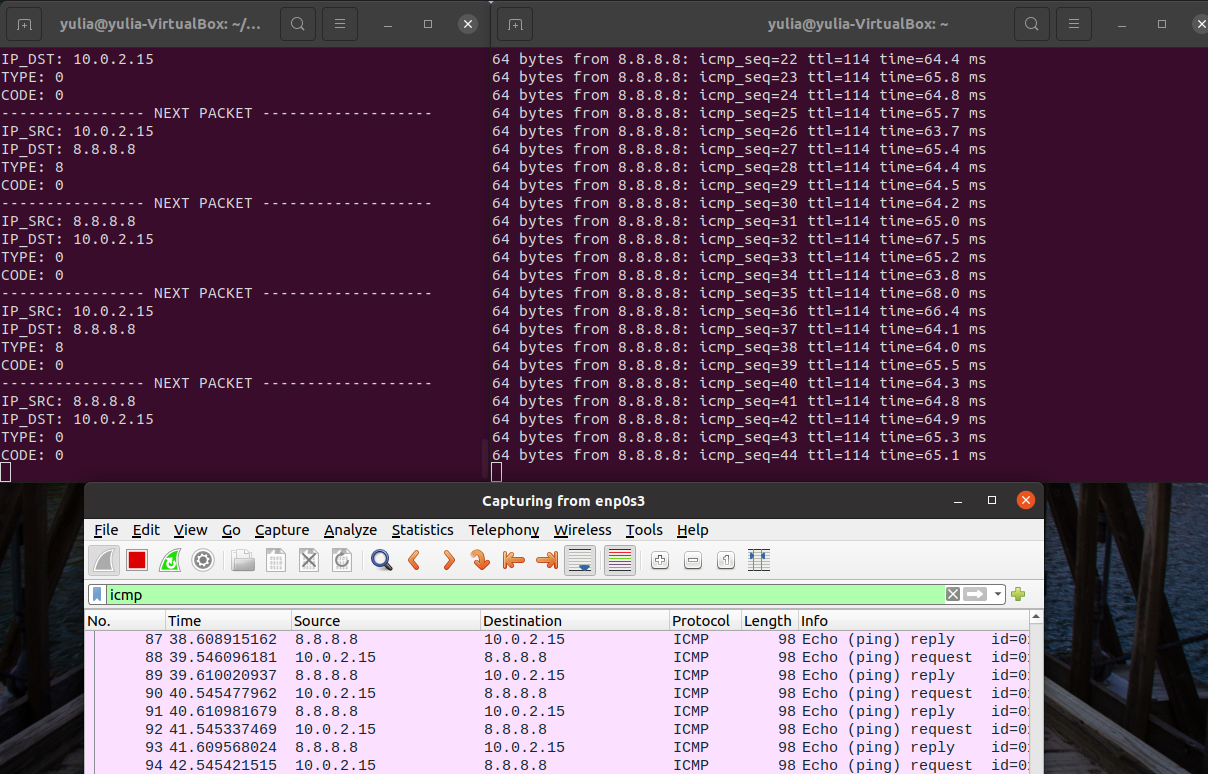 yulia@yulia-VirtualBox: ~/...
IP_DST: 10.0.2.15
TYPE: 0
CODE: 0
---------------- NEXT PACKET -------------------
IP_SRC: 10.0.2.15
IP_DST: 8.8.8.8
TYPE: 8
CODE: 0
---------------- NEXT PACKET -------------------
IP_SRC: 8.8.8.8
IP_DST: 10.0.2.15
TYPE: 0
CODE: 0
---------------- NEXT PACKET -------------------
IP_SRC: 10.0.2.15
IP_DST: 8.8.8.8
TYPE: 8
CODE: 0
---------------- NEXT PACKET -------------------
IP_SRC: 8.8.8.8
IP_DST: 10.0.2.15
TYPE: 0
CODE: 0
yulia@yulia-VirtualBox: ~
64 bytes from 8.8.8.8: icmp_seq=22 ttl=114 time=64.4 ms
64 bytes from 8.8.8.8: icmp_seq=23 ttl=114 time=65.8 ms
64 bytes from 8.8.8.8: icmp_seq=24 ttl=114 time=64.8 ms
64 bytes from 8.8.8.8: icmp_seq=25 ttl=114 time=65.7 ms
64 bytes from 8.8.8.8: icmp_seq=26 ttl=114 time=63.7 ms
64 bytes from 8.8.8.8: icmp_seq=27 ttl=114 time=65.4 ms
64 bytes from 8.8.8.8: icmp_seq=28 ttl=114 time=64.4 ms
64 bytes from 8.8.8.8: icmp_seq=29 ttl=114 time=64.5 ms
64 bytes from 8.8.8.8: icmp_seq=30 ttl=114 time=64.2 ms
64 bytes from 8.8.8.8: icmp_seq=31 ttl=114 time=65.0 ms
64 bytes from 8.8.8.8: icmp_seq=32 ttl=114 time=67.5 ms
64 bytes from 8.8.8.8: icmp_seq=33 ttl=114 time=65.2 ms
64 bytes from 8.8.8.8: icmp_seq=34 ttl=114 time=63.8 ms
64 bytes from 8.8.8.8: icmp_seq=35 ttl=114 time=68.0 ms
64 bytes from 8.8.8.8: icmp_seq=36 ttl=114 time=66.4 ms
64 bytes from 8.8.8.8: icmp_seq=37 ttl=114 time=64.1 ms
64 bytes from 8.8.8.8: icmp_seq=38 ttl=114 time=64.0 ms
64 bytes from 8.8.8.8: icmp_seq=39 ttl=114 time=65.5 ms
64 bytes from 8.8.8.8: icmp_seq=40 ttl=114 time=64.3 ms
64 bytes from 8.8.8.8: icmp_seq=41 ttl=114 time=64.8 ms
64 bytes from 8.8.8.8: icmp_seq=42 ttl=114 time=64.9 ms
64 bytes from 8.8.8.8: icmp_seq=43 ttl=114 time=65.3 ms
64 bytes from 8.8.8.8: icmp_seq=44 ttl=114 time=65.1 ms
Capturing from enp0s3
File Edit View Go Capture Analyze Statistics Telephony Wireless Tools Help
icmp
No. Time Source Destination Protocol Length Info
87 38.608915162 8.8.8.8 10.0.2.15 ICMP 98 Echo (ping) reply id=0
88 39.546096181 10.0.2.15 8.8.8.8 ICMP 98 Echo (ping) request id=0
89 39.610020937 8.8.8.8 10.0.2.15 ICMP 98 Echo (ping) reply id=0
90 40.545477962 10.0.2.15 8.8.8.8 ICMP 98 Echo (ping) request id=0
91 40.610981679 8.8.8.8 10.0.2.15 ICMP 98 Echo (ping) reply id=0
92 41.545337469 10.0.2.15 8.8.8.8 ICMP 98 Echo (ping) request id=0
93 41.609568024 8.8.8.8 10.0.2.15 ICMP 98 Echo (ping) reply id=0
94 42.545421515 10.0.2.15 8.8.8.8 ICMP 98 Echo (ping) request id=0